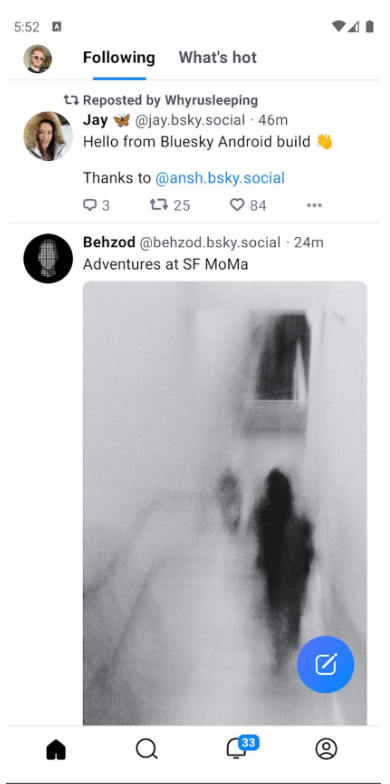 5:52 A
Following What's hot
Reposted by Whyrusleeping
Jay 🦋 @jay.bsky.social · 46m
Hello from Bluesky Android build 👋
Thanks to @ansh.bsky.social
3 25 84
Behzod @behzod.bsky.social · 24m
Adventures at SF MoMa
33